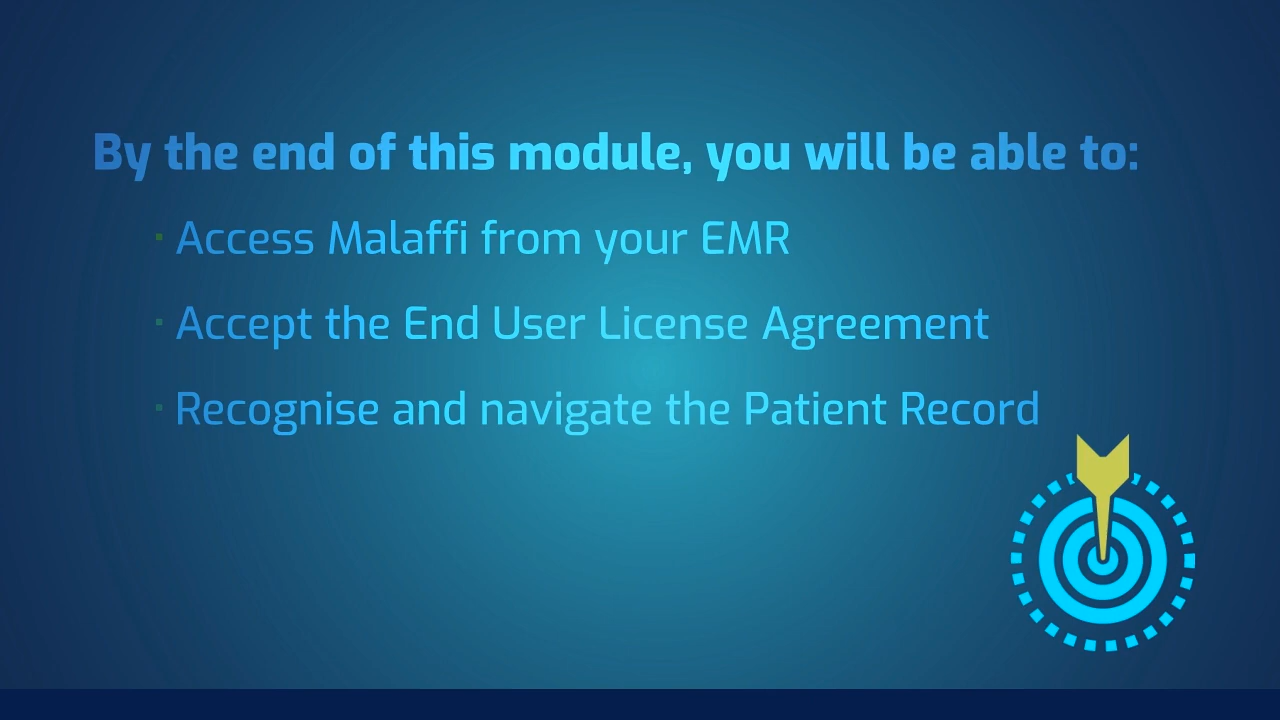 By the end of this module, you will be able to:
· Access Malaffi from your EMR
· Accept the End User License Agreement
· Recognise and navigate the Patient Record